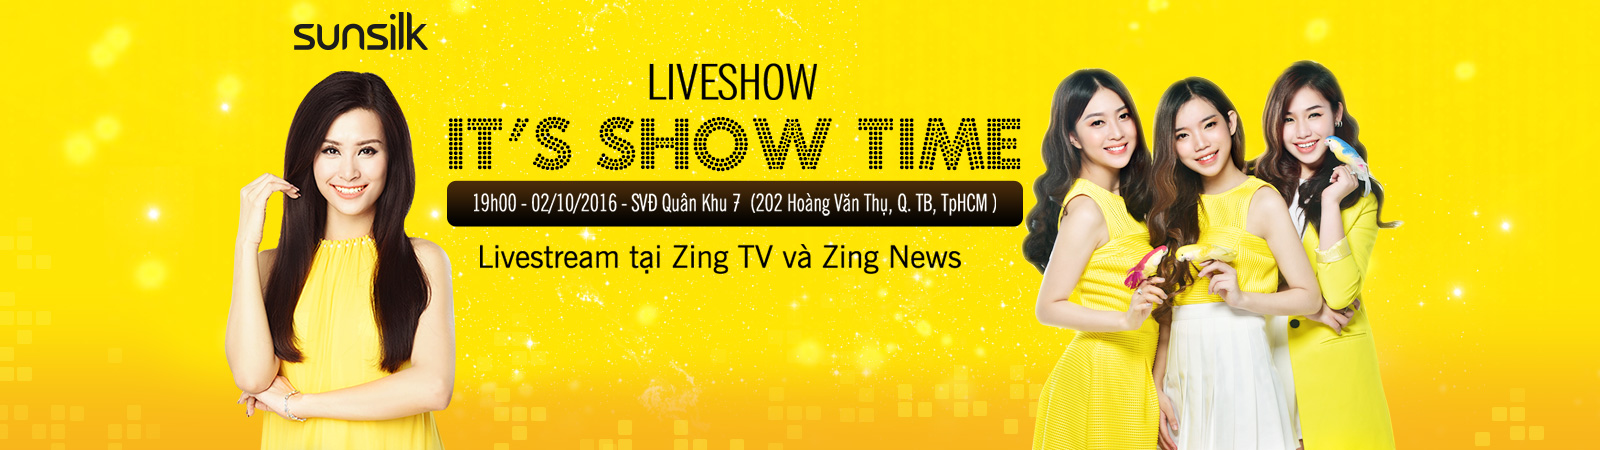 sunsilk
LIVESHOW
IT'S SHOW TIME
19h00 - 02/10/2016 - SVĐ Quân Khu 7 (202 Hoàng Văn Thụ, Q. TB, TpHCM )
Livestream tại Zing TV và Zing News